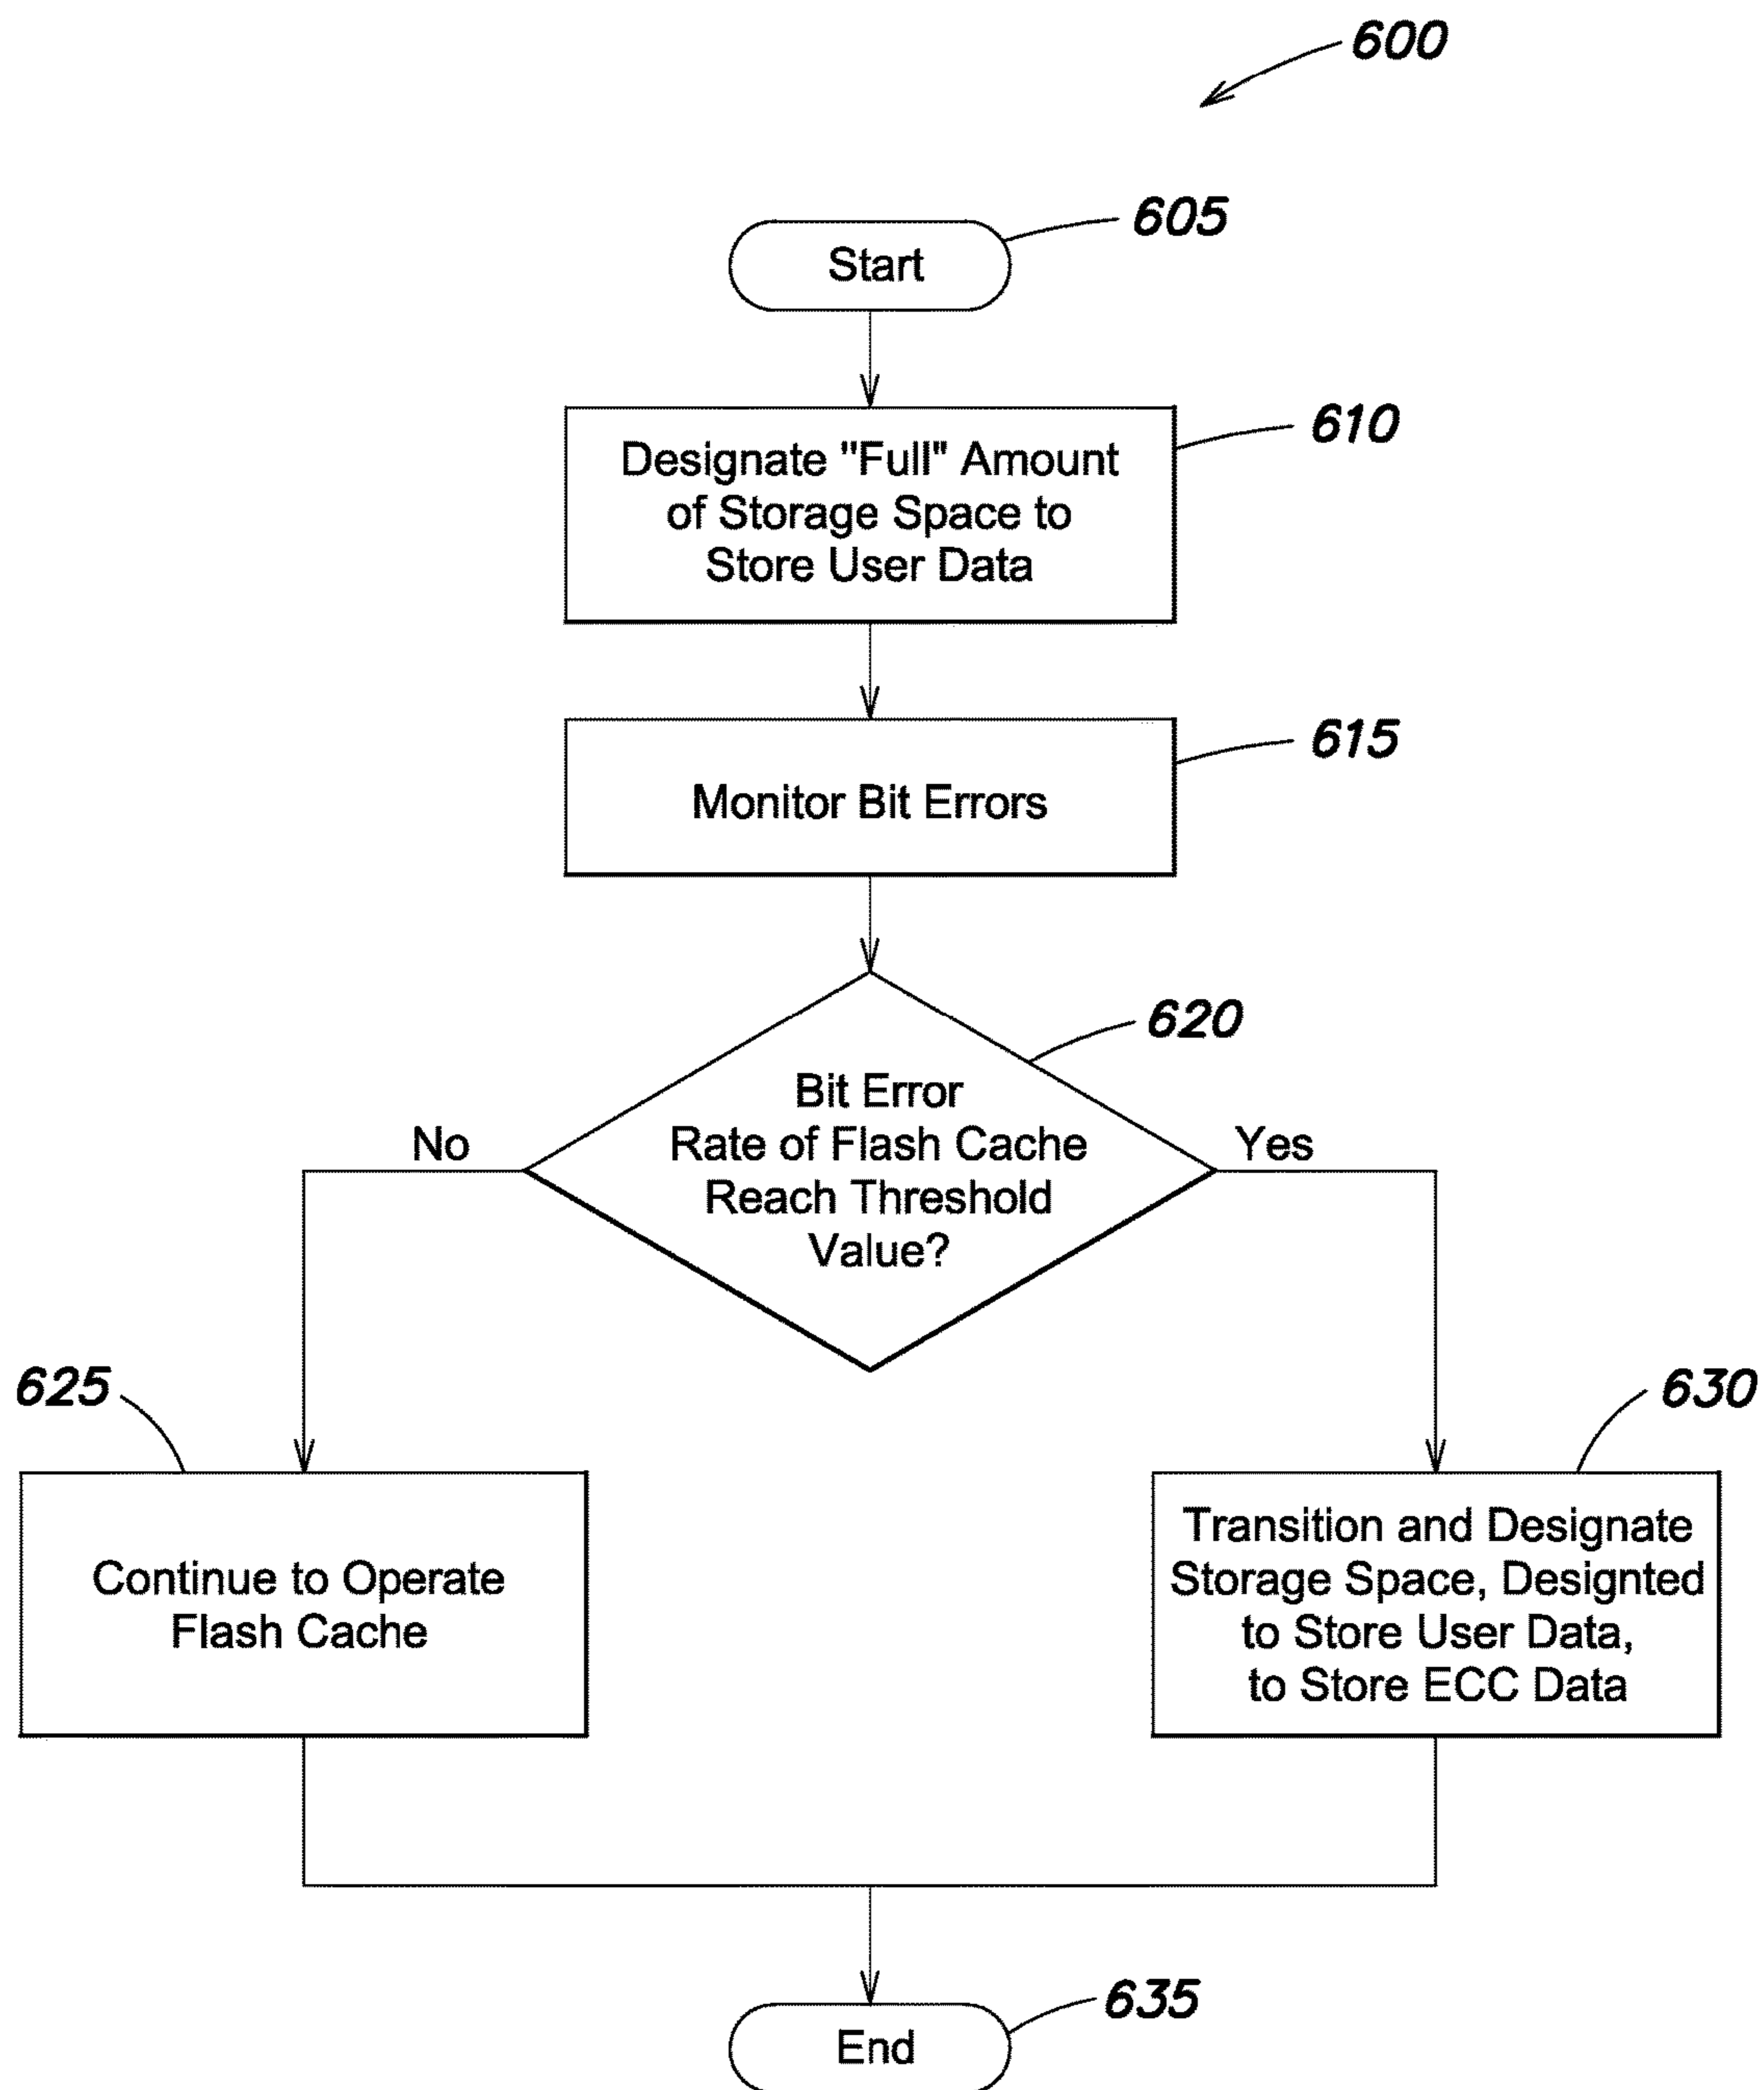 600
605
Start
610
Designate "Full" Amount
of Storage Space to
Store User Data
615
Monitor Bit Errors
620
Bit Error
Rate of Flash Cache
Reach Threshold
Value?
No
Yes
625
630
Continue to Operate
Flash Cache
Transition and Designate
Storage Space, Designted
to Store User Data,
to Store ECC Data
635
End